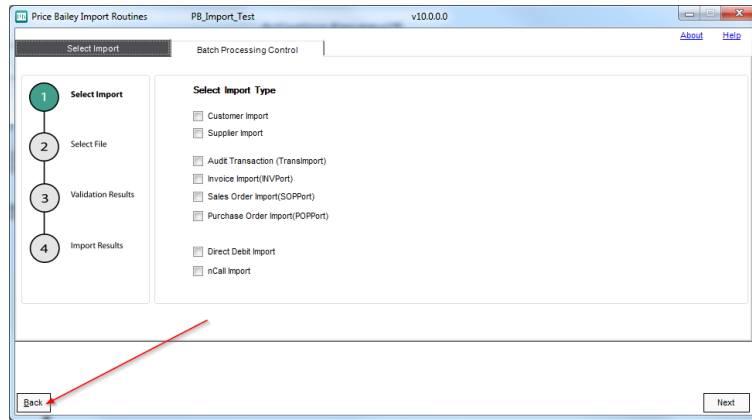 Price Bailey Import Routines PB_Import_Test v10.0.0.0
About Help
Select Import Batch Processing Control
1 Select Import
2 Select File
3 Validation Results
4 Import Results
Select Import Type
Customer Import
Supplier Import
Audit Transaction (TransImport)
Invoice Import(INVPort)
Sales Order Import(SOPPort)
Purchase Order Import(POPPort)
Direct Debit Import
nCall Import
Back Next